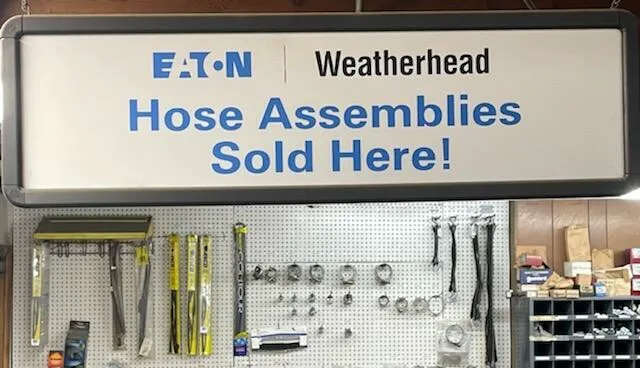 EATON Weatherhead
Hose Assemblies
Sold Here!